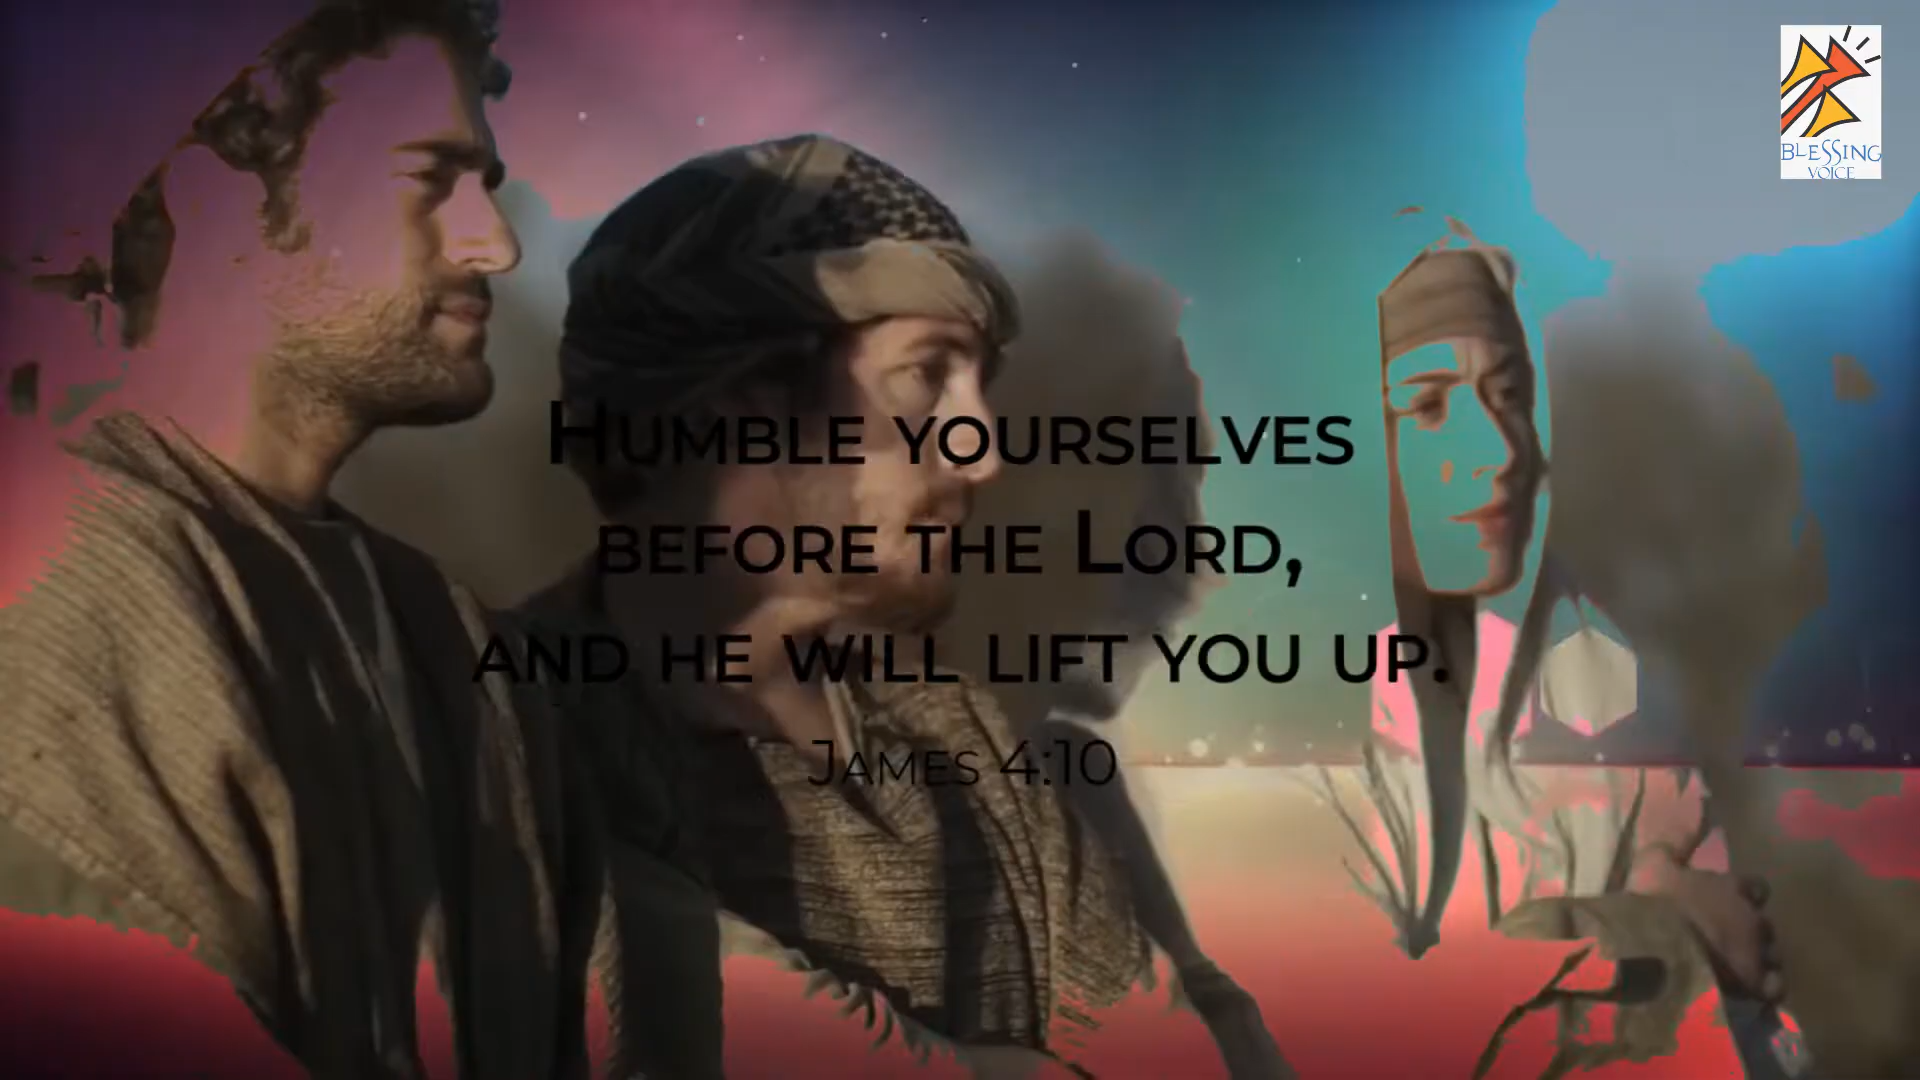 BLESSING
VOICE
Humble yourselves
before the Lord,
and he will lift you up.
James 4:10